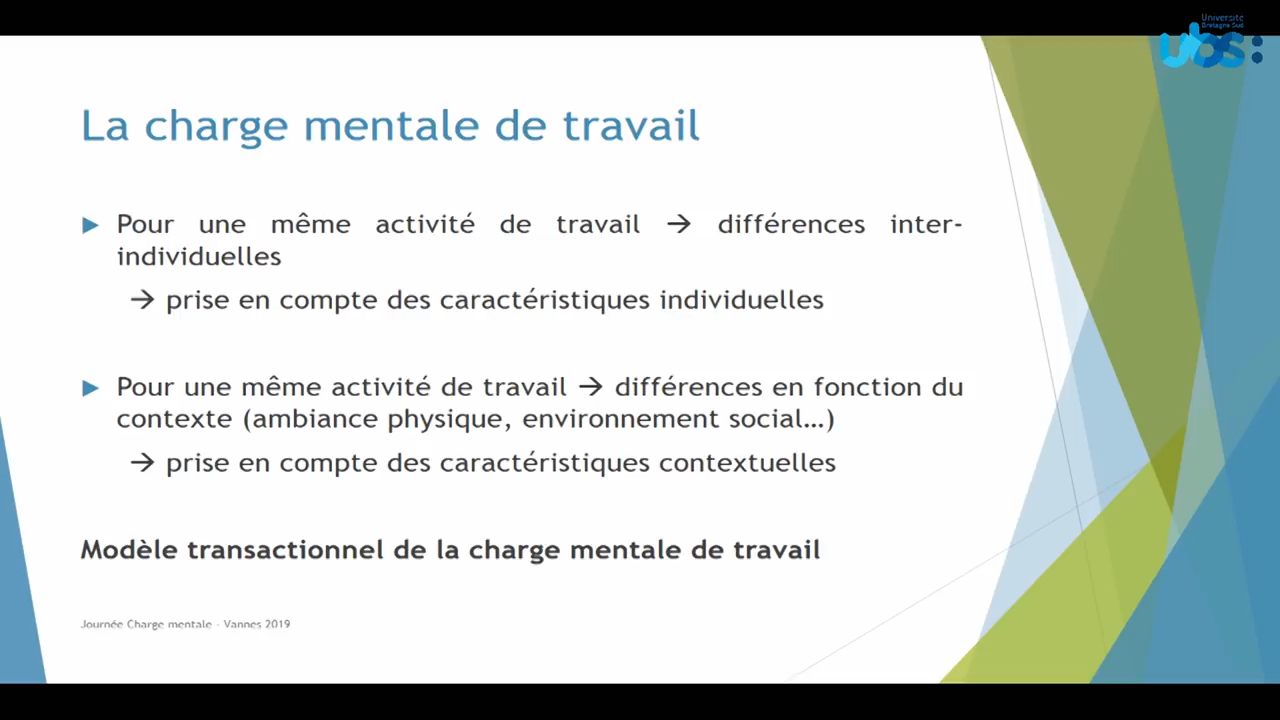 Université
Bretagne Sud
ubs:
La charge mentale de travail
Pour une même activité de travail → différences inter-
individuelles
→ prise en compte des caractéristiques individuelles
Pour une même activité de travail → différences en fonction du
contexte (ambiance physique, environnement social…)
→ prise en compte des caractéristiques contextuelles
Modèle transactionnel de la charge mentale de travail
Journée Charge mentale - Vannes 2019